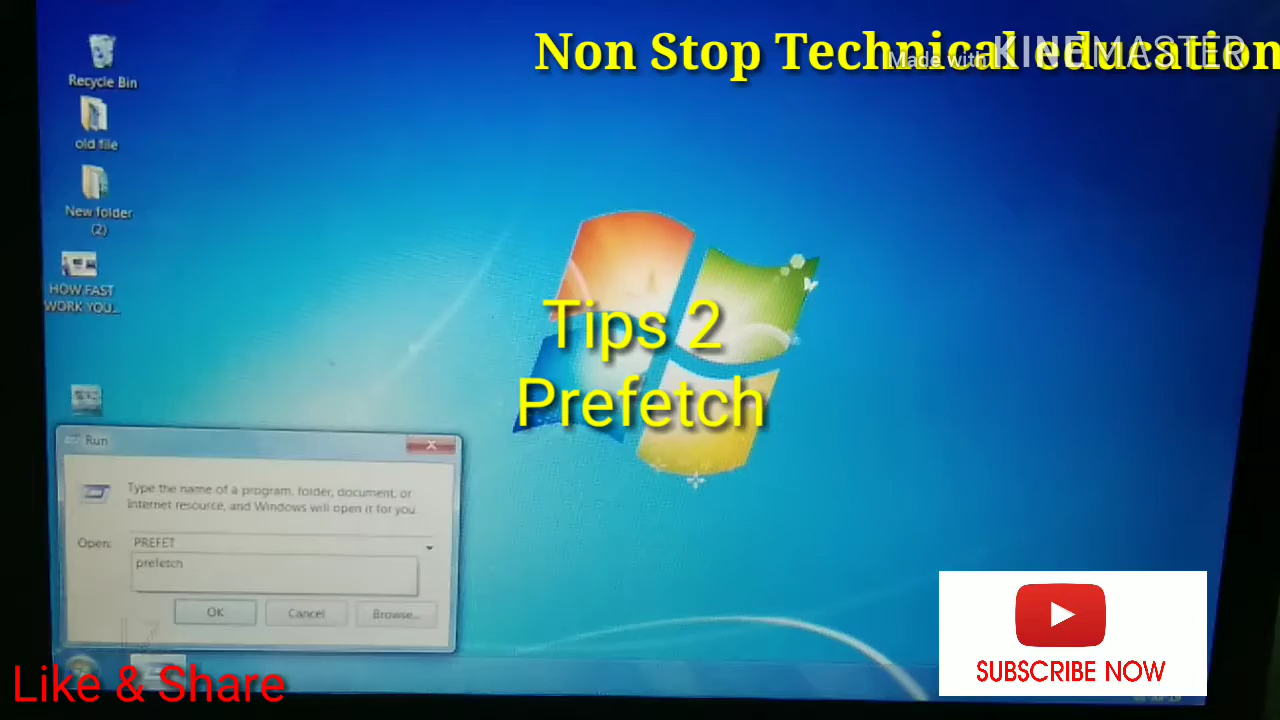 Non Stop Technical education
Made with KINEMASTER
Recycle Bin
old file
New folder
(2)
HOW FAST
WORK YOU...
Tips 2
Prefetch
Run
Type the name of a program, folder, document, or
Internet resource, and Windows will open it for you.
Open:
PREFET
prefetch
OK
Cancel
Browse...
Like & Share
SUBSCRIBE NOW